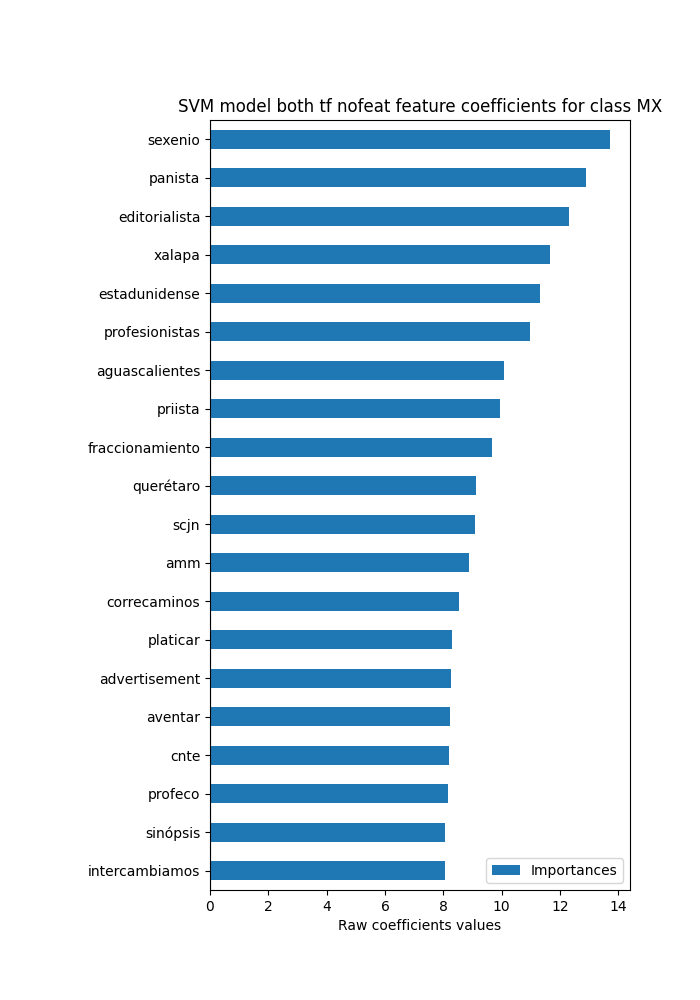 SVM model both tf nofeat feature coefficients for class MX
sexenio
panista
editorialista
xalapa
estadunidense
profesionistas
aguascalientes
priista
fraccionamiento
querétaro
scjn
amm
correcaminos
platicar
advertisement
aventar
cnte
profeco
sinópsis
intercambiamos
Importances
0 2 4 6 8 10 12 14
Raw coefficients values